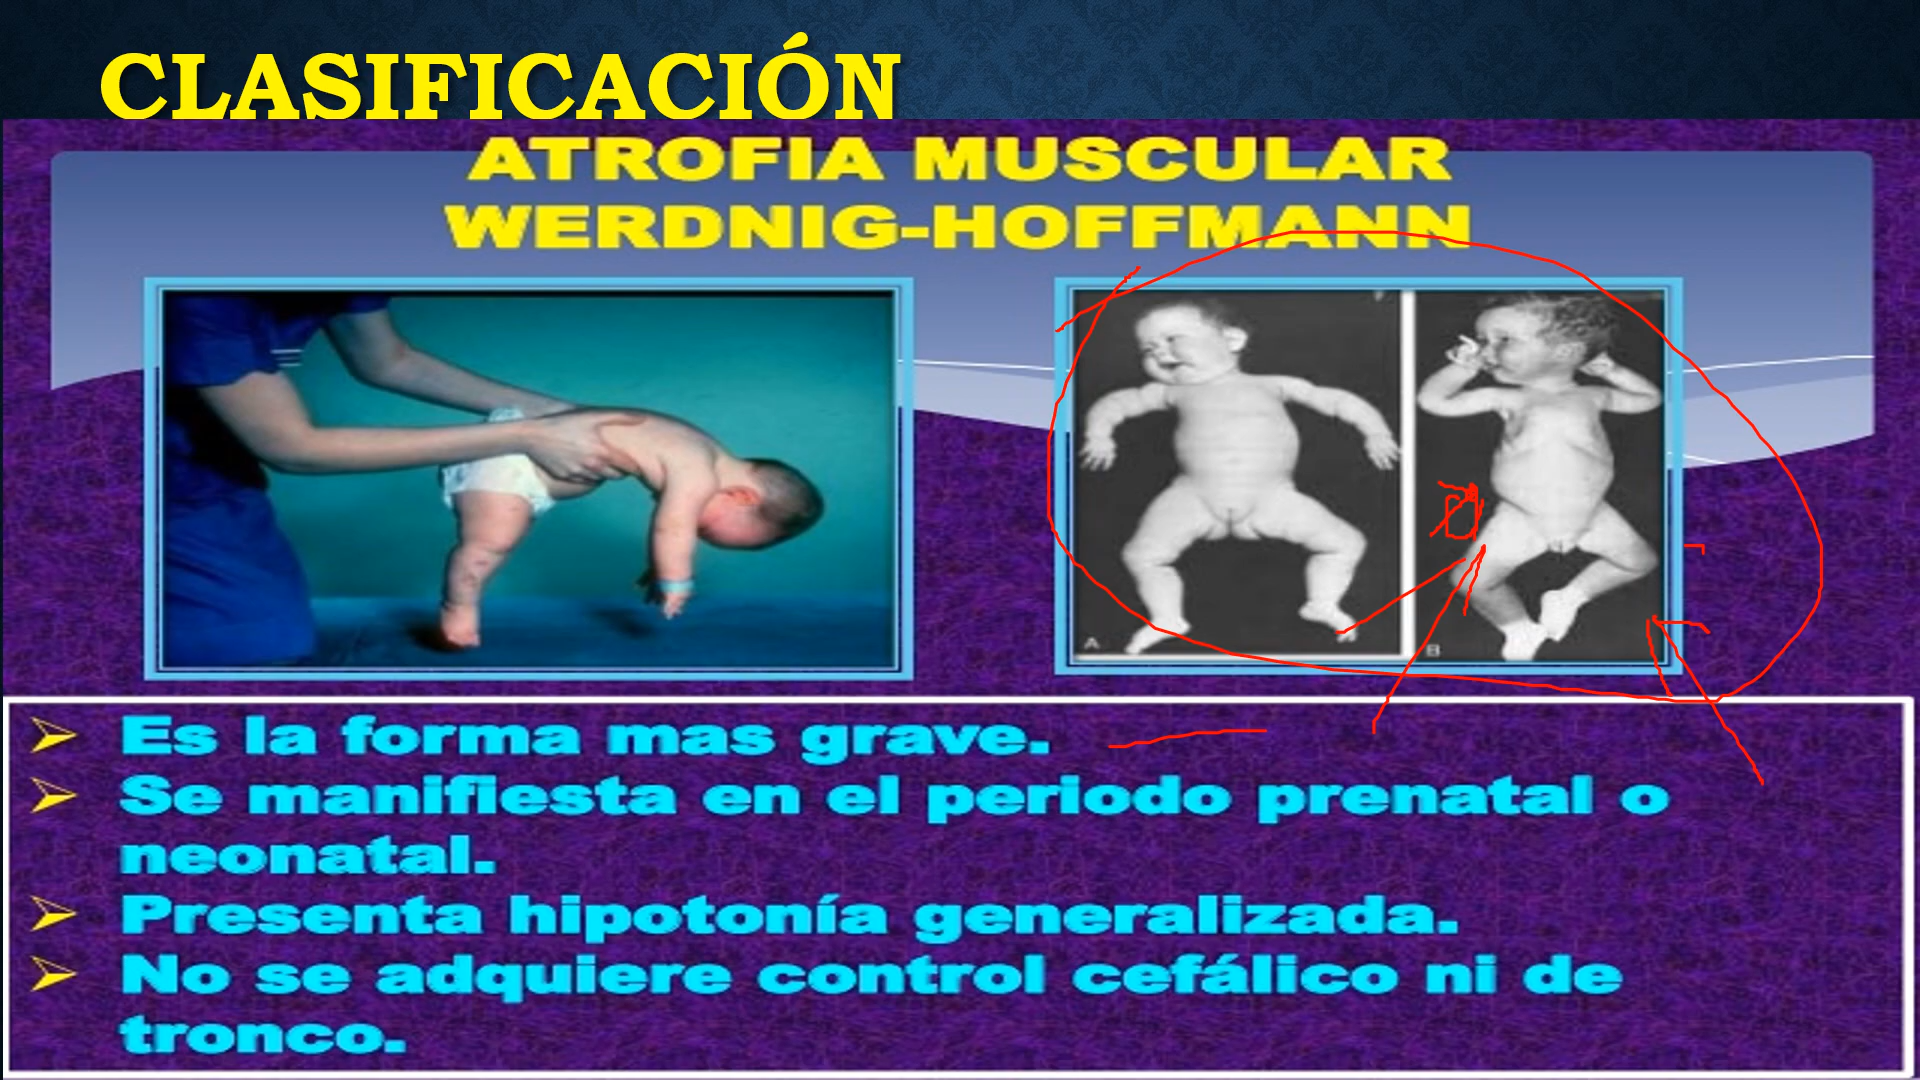 CLASIFICACIÓN
ATROFIA MUSCULAR
WERDNIG-HOFFMANN
A
B
Es la forma mas grave.
Se manifiesta en el periodo prenatal o
neonatal.
Presenta hipotonía generalizada.
No se adquiere control cefálico ni de
tronco.